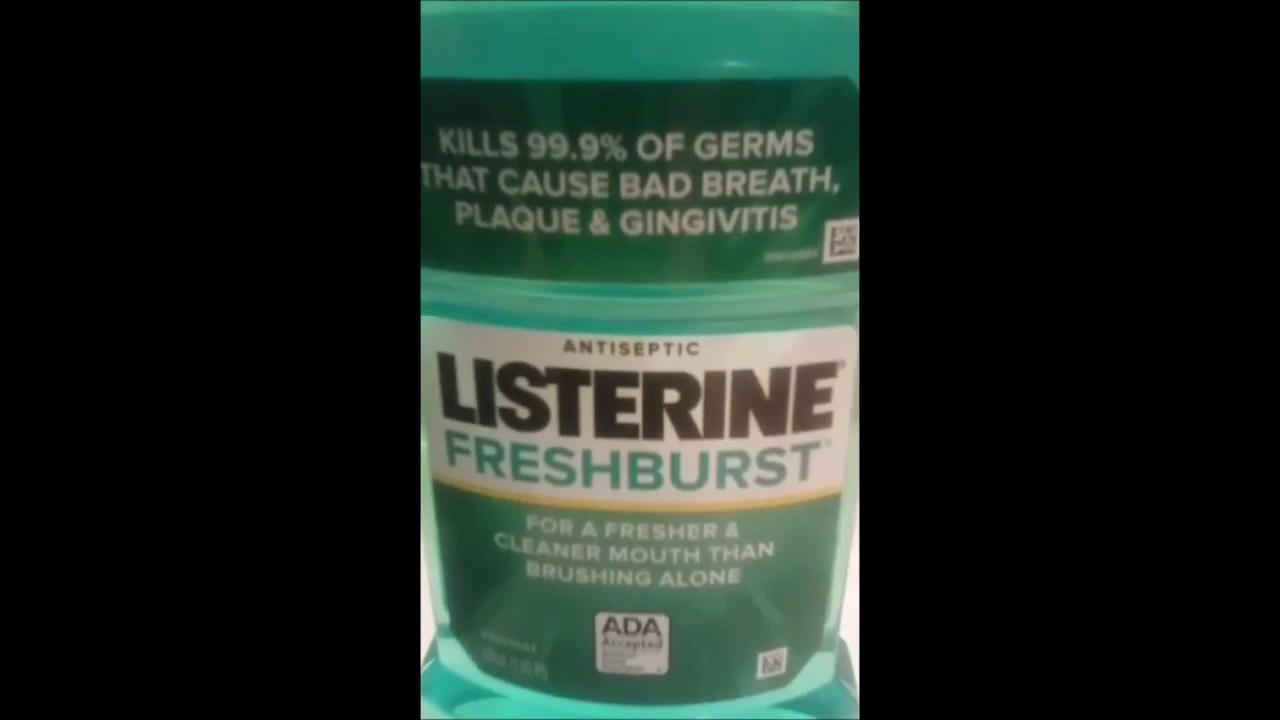 KILLS 99.9% OF GERMS
THAT CAUSE BAD BREATH,
PLAQUE & GINGIVITIS
ANTISEPTIC
LISTERINE®
FRESHBURST
FOR A FRESHER &
CLEANER MOUTH THAN
BRUSHING ALONE
ADA
Accepted